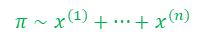 π ∼ x⁽¹⁾ + ⋯ + x⁽ⁿ⁾